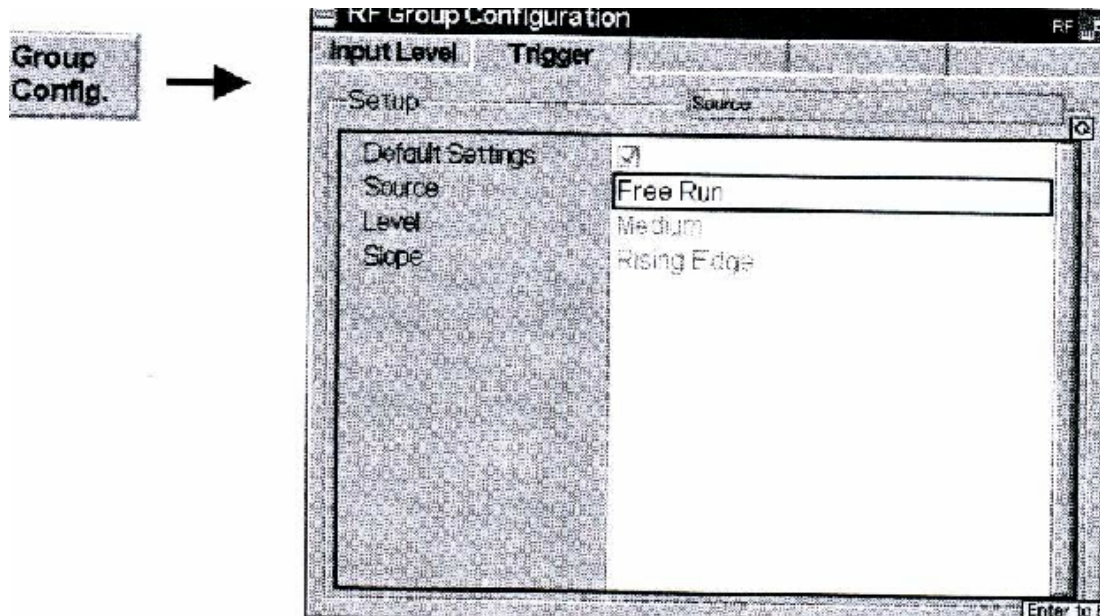 Group
Config.
RF Group Configuration
RF
Input Level Trigger
Setup Source
Default Settings
Source Free Run
Level Medium
Slope Rising Edge
Enter to